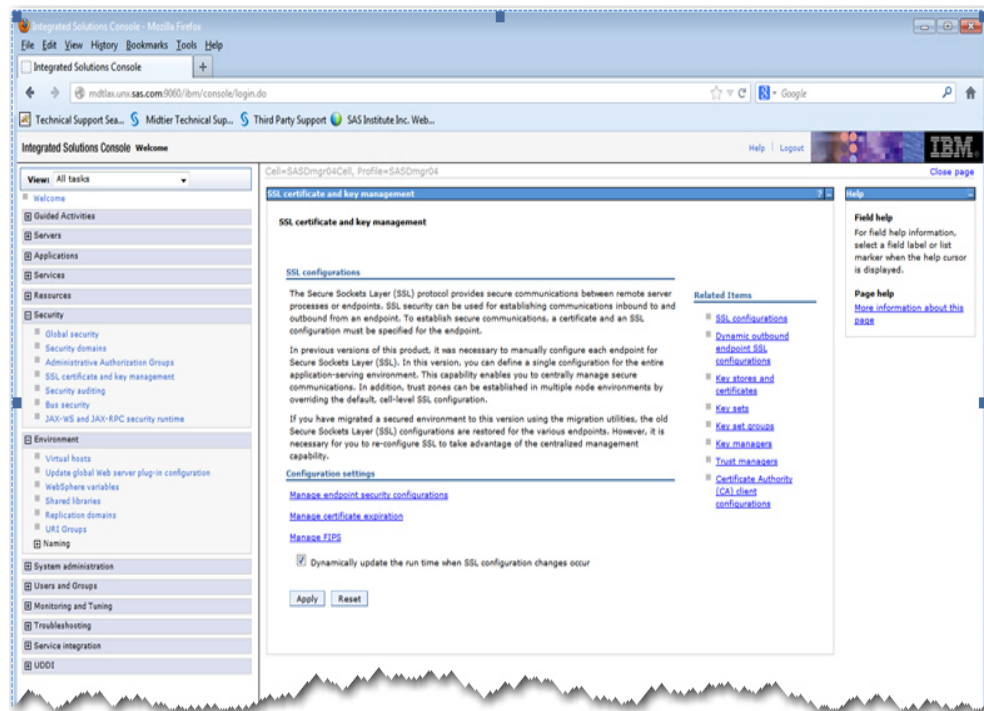 Integrated Solutions Console - Mozilla Firefox
File Edit View History Bookmarks Tools Help
Integrated Solutions Console +
mdtlax.unx.sas.com:9060/ibm/console/login.do
Google
Technical Support Sea... Midtier Technical Sup... Third Party Support SAS Institute Inc. Web...
Integrated Solutions Console Welcome
Help Logout
IBM.
View: All tasks
Welcome
Guided Activities
Servers
Applications
Services
Resources
Security
Global security
Security domains
Administrative Authorization Groups
SSL certificate and key management
Security auditing
Bus security
JAX-WS and JAX-RPC security runtime
Environment
Virtual hosts
Update global Web server plug-in configuration
WebSphere variables
Shared libraries
Replication domains
URI Groups
Naming
System administration
Users and Groups
Monitoring and Tuning
Troubleshooting
Service integration
UDDI
Cell=SASDmgr04Cell, Profile=SASDmgr04
Close page
SSL certificate and key management
? -
SSL certificate and key management
SSL configurations
The Secure Sockets Layer (SSL) protocol provides secure communications between remote server
processes or endpoints. SSL security can be used for establishing communications inbound to and
outbound from an endpoint. To establish secure communications, a certificate and an SSL
configuration must be specified for the endpoint.
In previous versions of this product, it was necessary to manually configure each endpoint for
Secure Sockets Layer (SSL). In this version, you can define a single configuration for the entire
application-serving environment. This capability enables you to centrally manage secure
communications. In addition, trust zones can be established in multiple node environments by
overriding the default, cell-level SSL configuration.
If you have migrated a secured environment to this version using the migration utilities, the old
Secure Sockets Layer (SSL) configurations are restored for the various endpoints. However, it is
necessary for you to re-configure SSL to take advantage of the centralized management
capability.
Configuration settings
Manage endpoint security configurations
Manage certificate expiration
Manage FIPS
Dynamically update the run time when SSL configuration changes occur
Apply Reset
Related Items
SSL configurations
Dynamic outbound
endpoint SSL
configurations
Key stores and
certificates
Key sets
Key set groups
Key managers
Trust managers
Certificate Authority
(CA) client
configurations
Help
Field help
For field help information,
select a field label or list
marker when the help cursor
is displayed.
Page help
More information about this
page